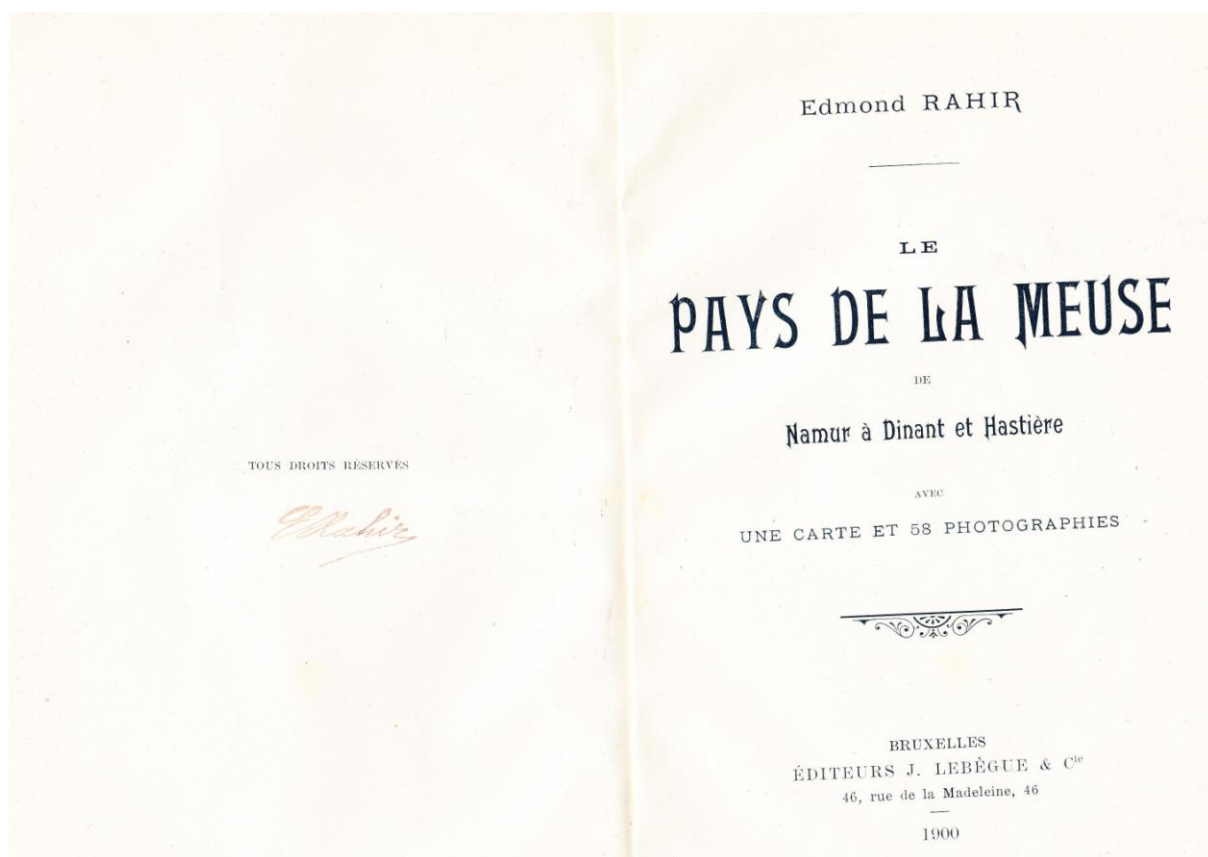 TOUS DROITS RÉSERVÉS
ERahir
Edmond RAHIR
LE
PAYS DE LA MEUSE
DE
Namur à Dinant et Hastière
AVEC
UNE CARTE ET 58 PHOTOGRAPHIES
BRUXELLES
ÉDITEURS J. LEBÈGUE & Cie
46, rue de la Madeleine, 46
1900